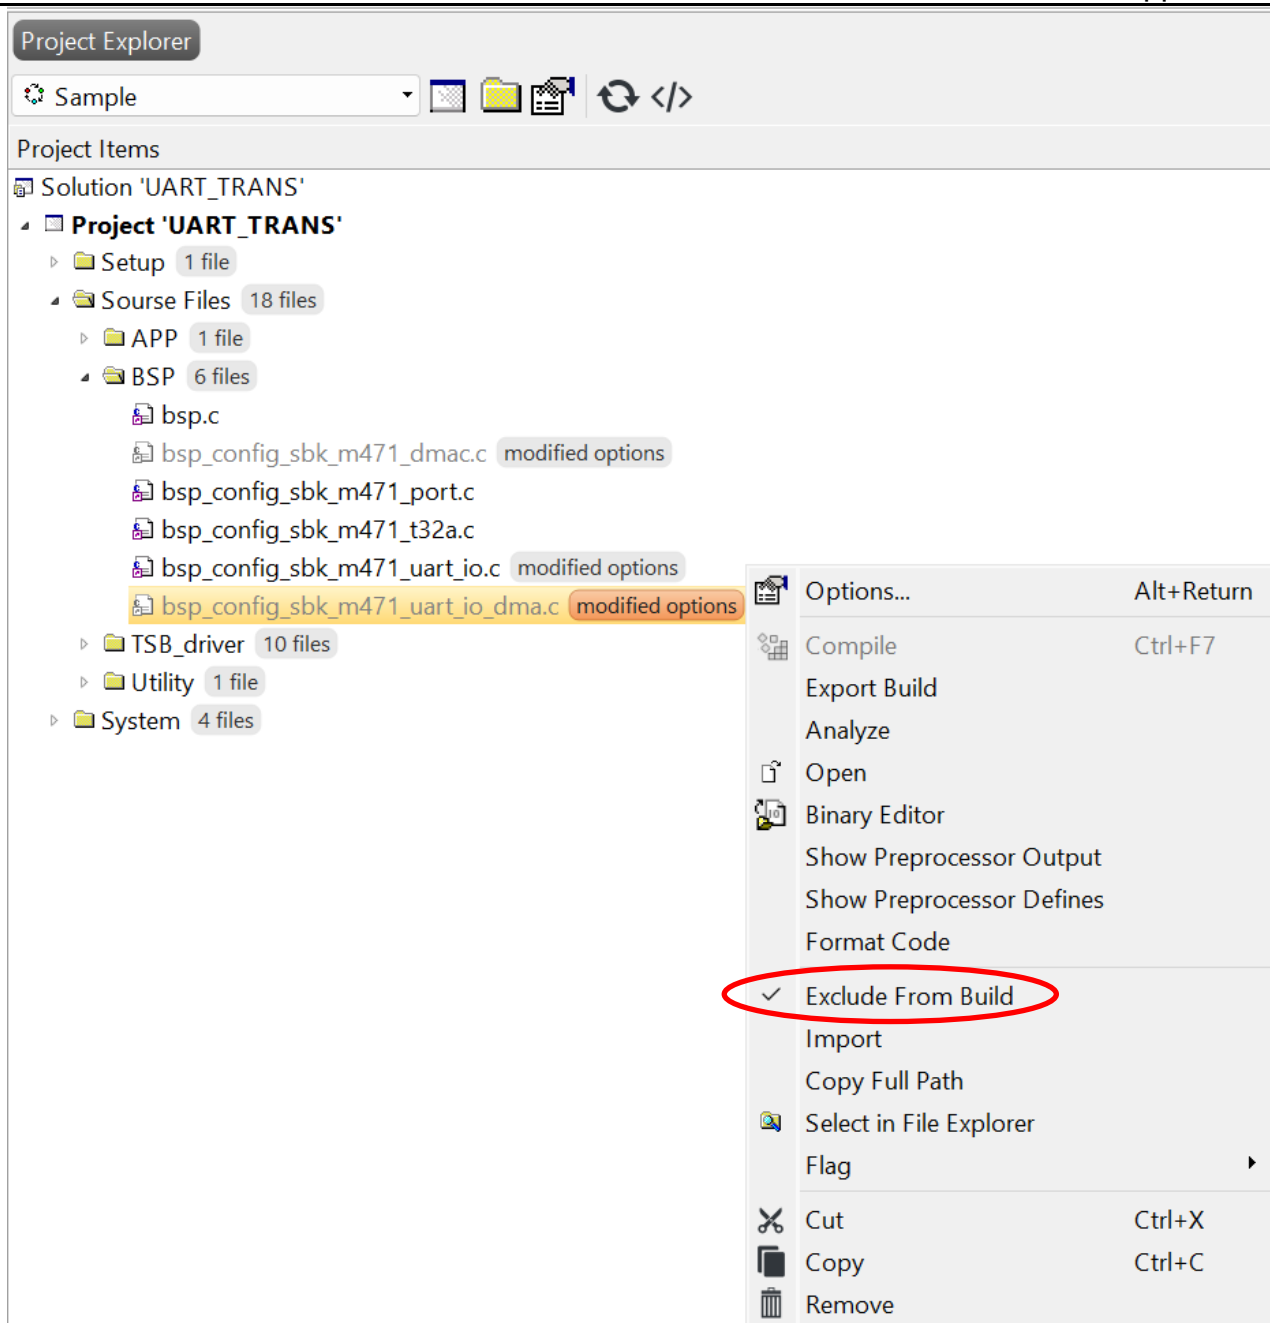 Project Explorer
Sample
</>
Project Items
Solution 'UART_TRANS'
Project 'UART_TRANS'
Setup 1 file
Sourse Files 18 files
APP 1 file
BSP 6 files
bsp.c
bsp_config_sbk_m471_dmac.c modified options
bsp_config_sbk_m471_port.c
bsp_config_sbk_m471_t32a.c
bsp_config_sbk_m471_uart_io.c modified options
bsp_config_sbk_m471_uart_io_dma.c modified options
TSB_driver 10 files
Utility 1 file
System 4 files
Options... Alt+Return
Compile Ctrl+F7
Export Build
Analyze
Open
Binary Editor
Show Preprocessor Output
Show Preprocessor Defines
Format Code
Exclude From Build
Import
Copy Full Path
Select in File Explorer
Flag
Cut Ctrl+X
Copy Ctrl+C
Remove